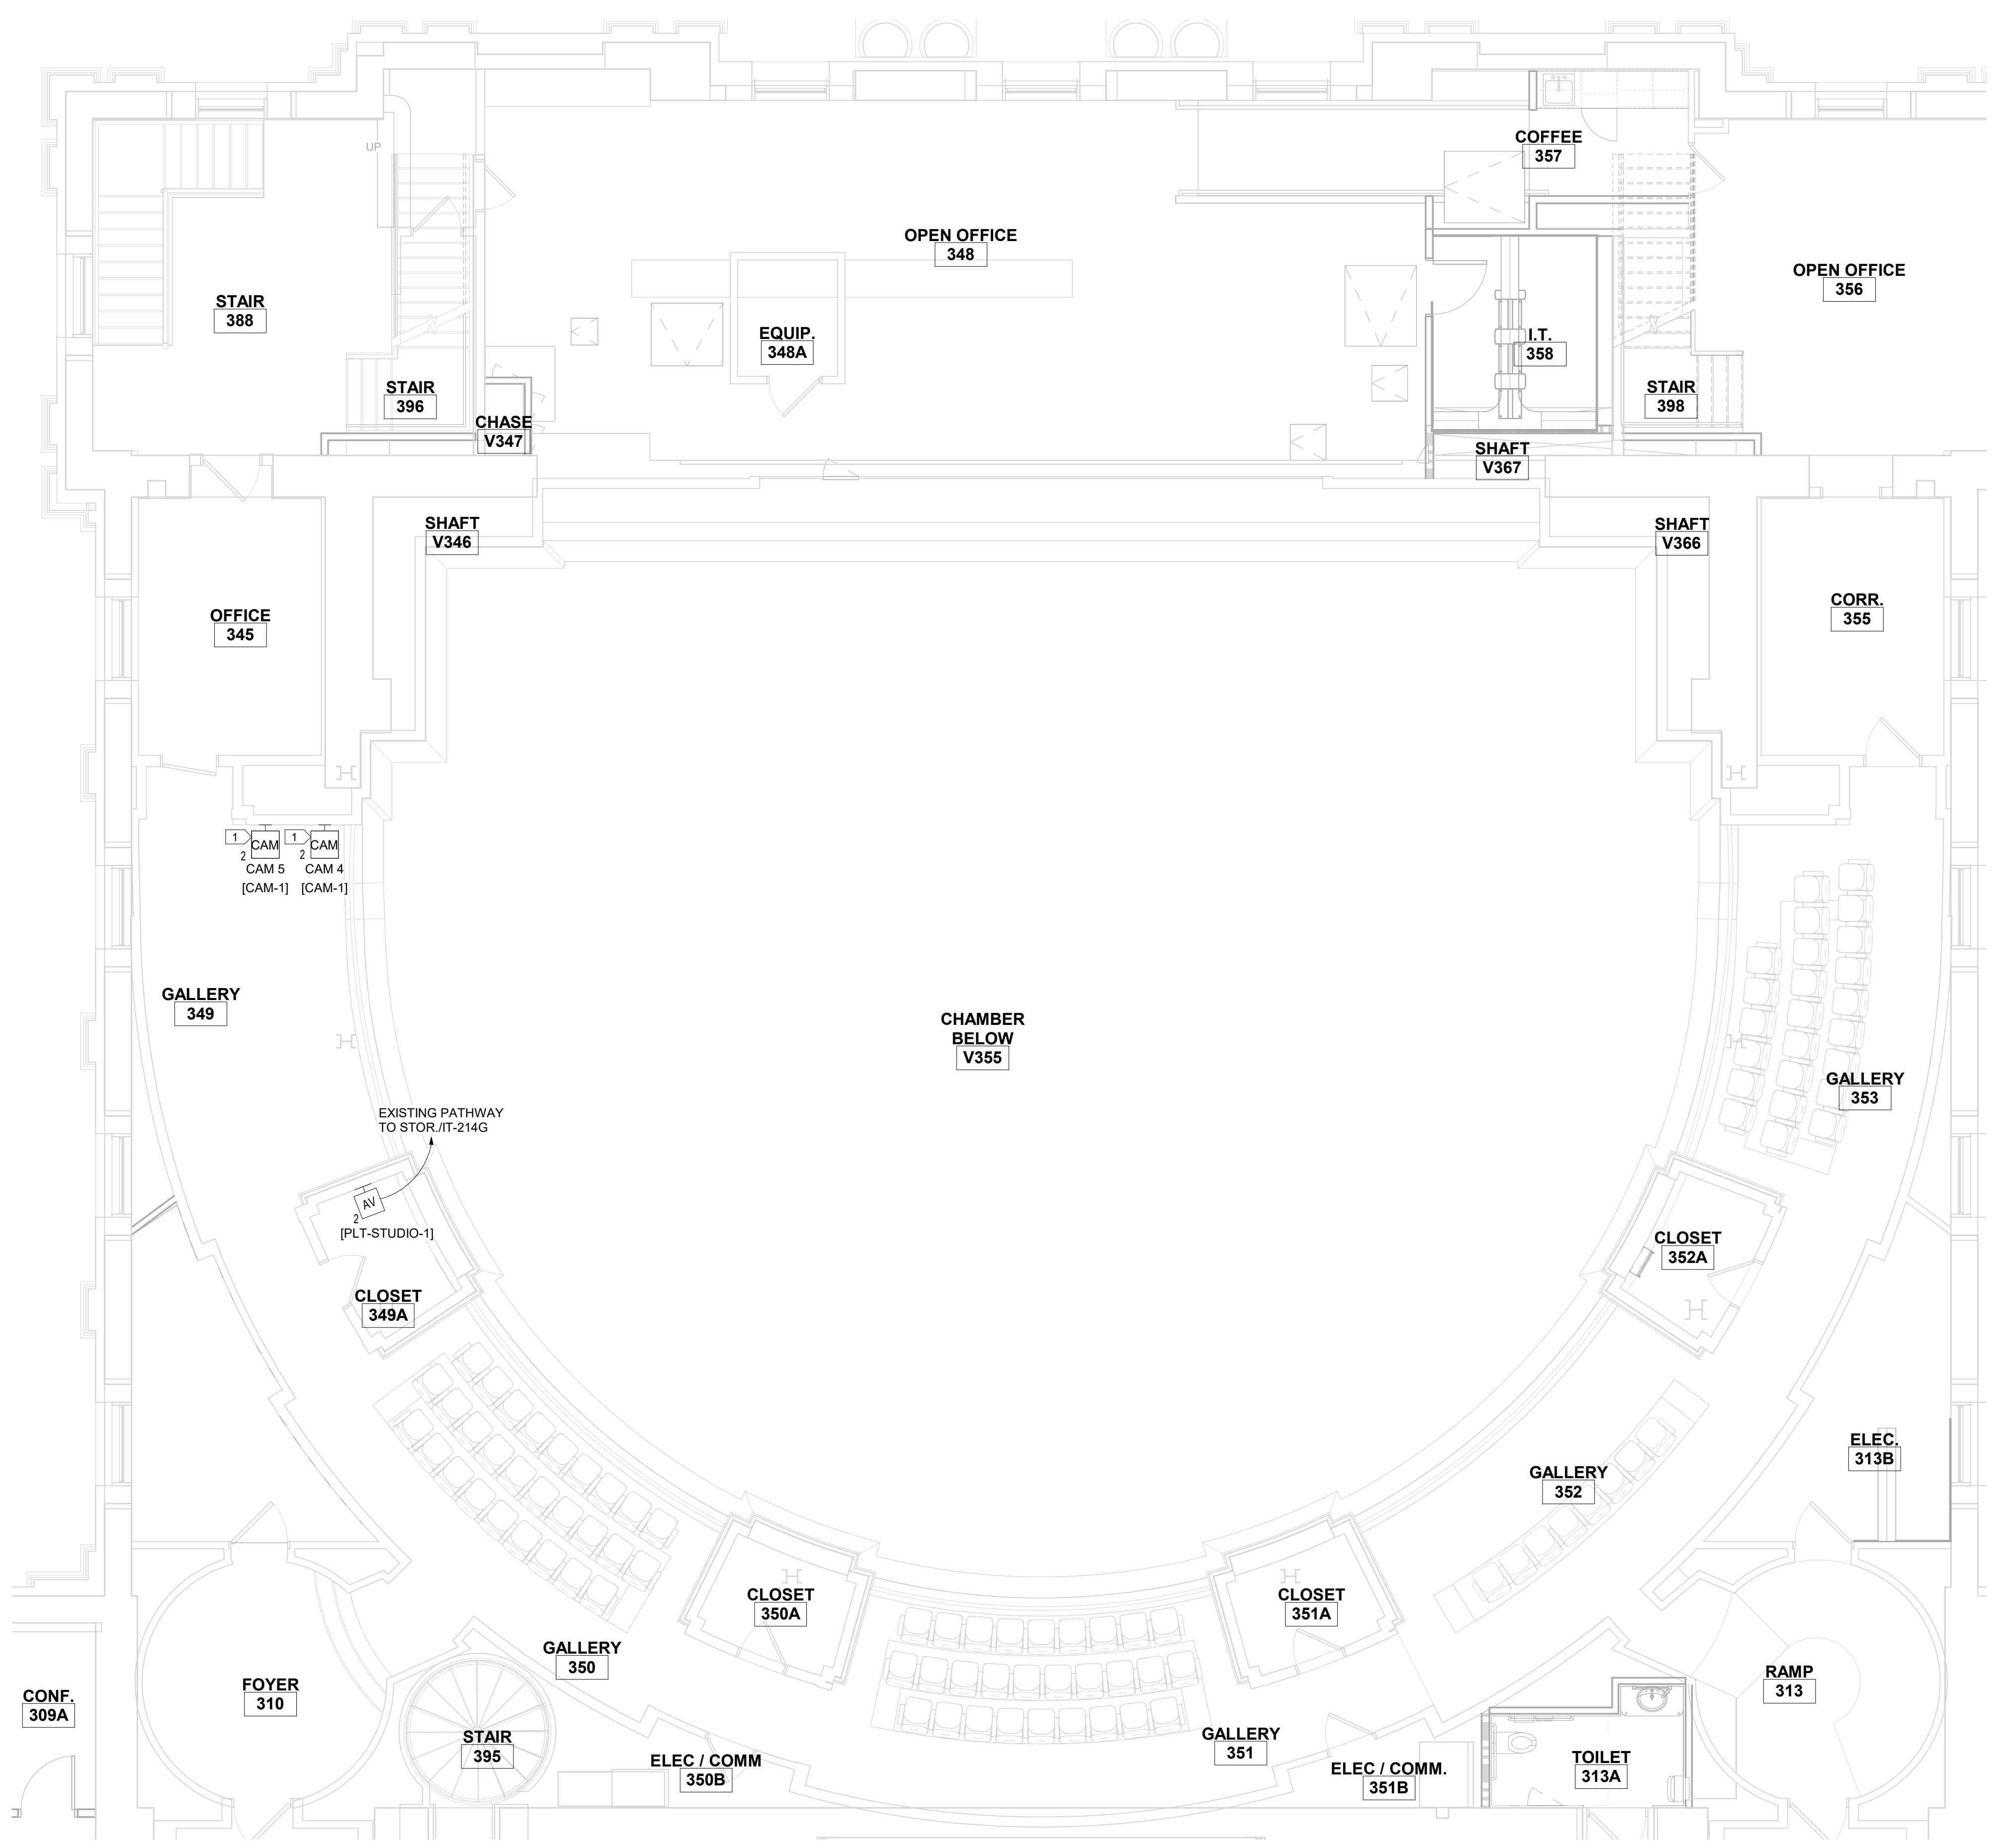 UP
COFFEE
357
OPEN OFFICE
348
OPEN OFFICE
356
STAIR
388
EQUIP.
348A
I.T.
358
STAIR
396
STAIR
398
CHASE
V347
SHAFT
V367
SHAFT
V346
SHAFT
V366
OFFICE
345
CORR.
355
1
CAM
2
CAM 5
[CAM-1]
1
CAM
2
CAM 4
[CAM-1]
GALLERY
349
CHAMBER
BELOW
V355
GALLERY
353
EXISTING PATHWAY
TO STOR./IT-214G
AV
2
[PLT-STUDIO-1]
CLOSET
349A
CLOSET
352A
ELEC.
313B
GALLERY
352
CLOSET
350A
CLOSET
351A
GALLERY
350
FOYER
310
RAMP
313
CONF.
309A
STAIR
395
GALLERY
351
ELEC / COMM
350B
ELEC / COMM.
351B
TOILET
313A